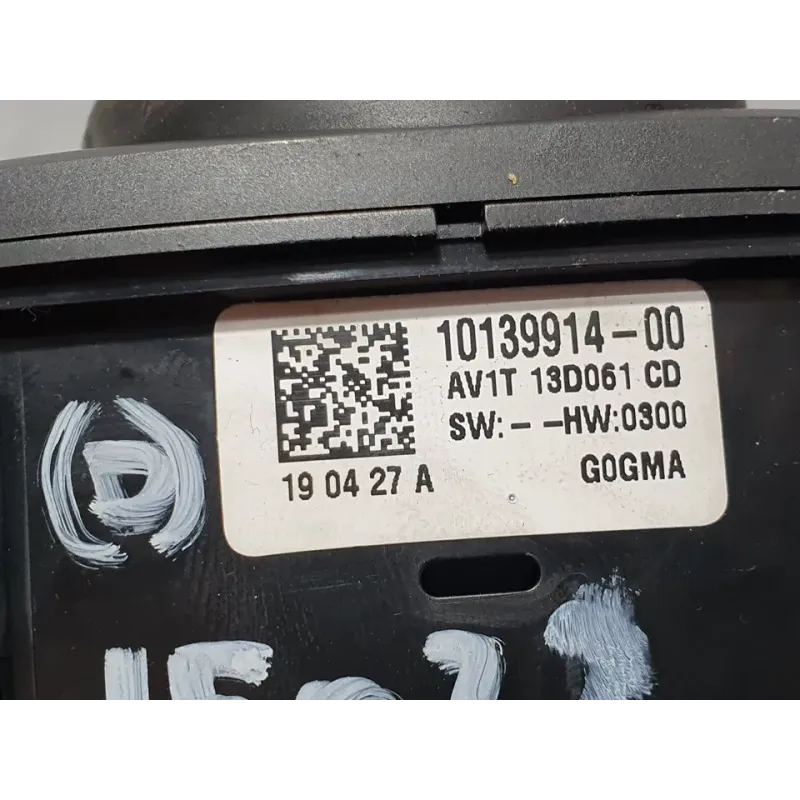 10139914-00
AV1T 13D061 CD
SW:- -HW:0300
19 04 27 A
G0GMA
(D)